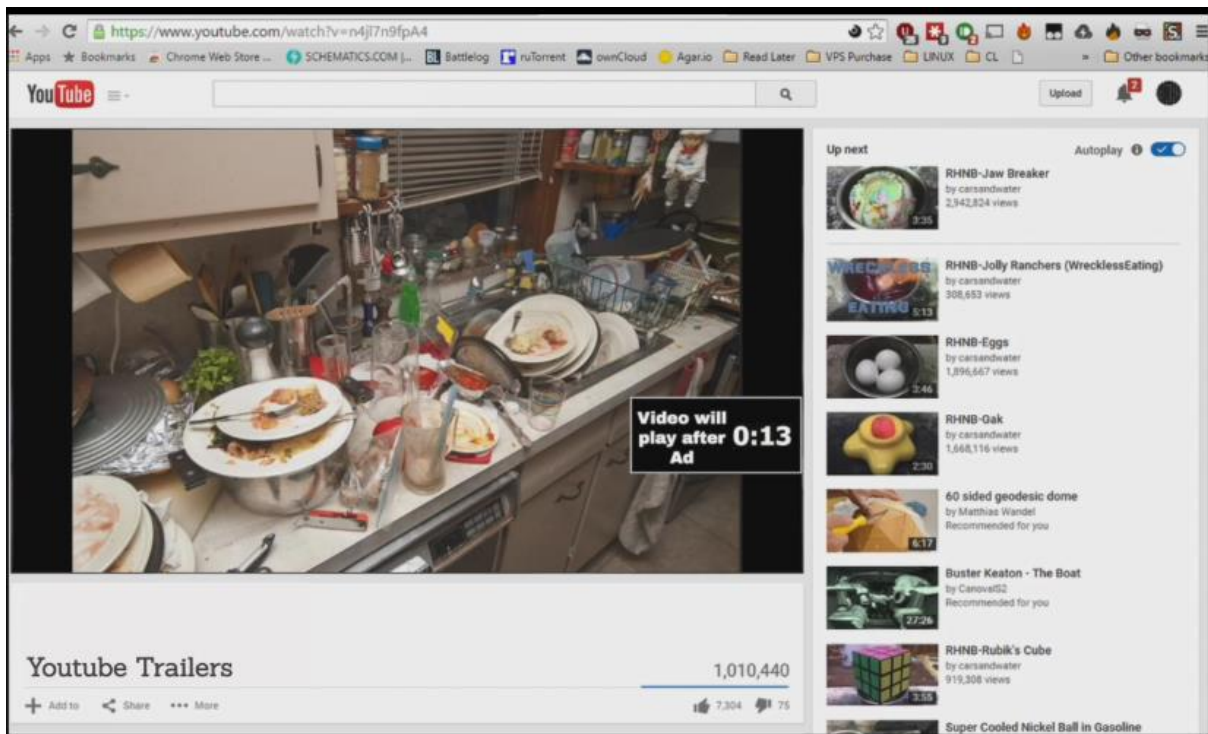 https://www.youtube.com/watch?v=n4jI7n9fpA4
Apps Bookmarks Chrome Web Store ... SCHEMATICS.COM |... Battlelog ruTorrent ownCloud Agar.io Read Later VPS Purchase LINUX CL » Other bookmarks
YouTube Upload 2
Video will
play after 0:13
Ad
Youtube Trailers
1,010,440
Add to Share More 7,304 75
Up next Autoplay
RHNB-Jaw Breaker
by carsandwater
2,942,824 views
3:35
RHNB-Jolly Ranchers (WrecklessEating)
by carsandwater
308,653 views
WRECKLESS
EATING 5:13
RHNB-Eggs
by carsandwater
1,896,667 views
3:46
RHNB-Gak
by carsandwater
1,668,116 views
2:30
60 sided geodesic dome
by Matthias Wandel
Recommended for you
6:17
Buster Keaton - The Boat
by CanovalS2
Recommended for you
27:26
RHNB-Rubik's Cube
by carsandwater
919,308 views
3:55
Super Cooled Nickel Ball in Gasoline